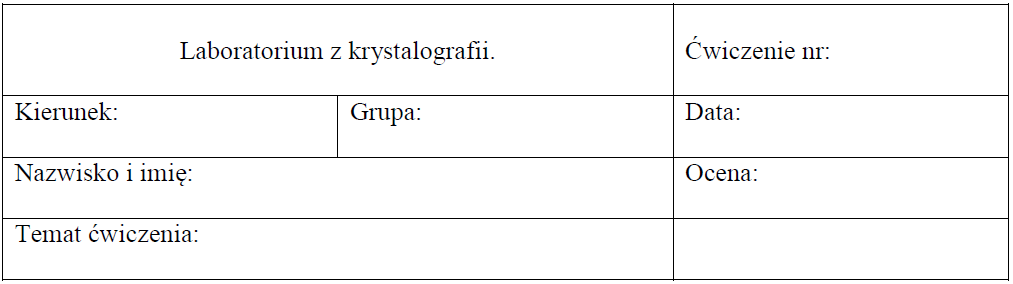 Laboratorium z krystalografii.
Ćwiczenie nr:
Kierunek:
Grupa:
Data:
Nazwisko i imię:
Ocena:
Temat ćwiczenia: